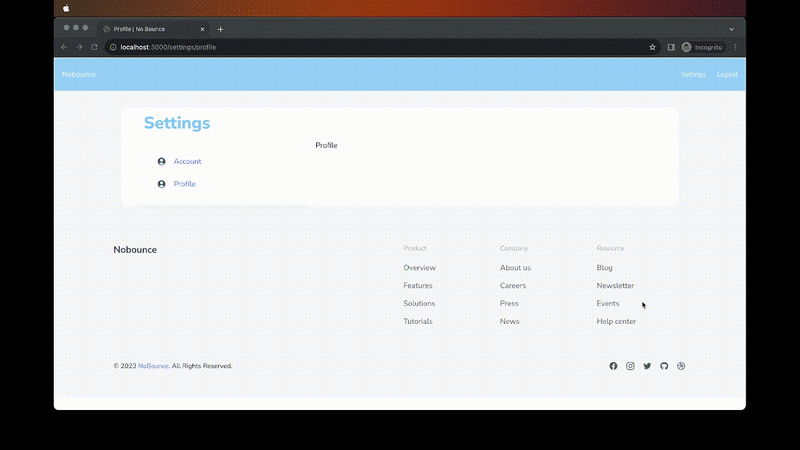 Profile | No Bounce
localhost:3000/settings/profile
Incognito
Nobounce
Settings
Logout
Settings
Account
Profile
Profile
Nobounce
Product
Overview
Features
Solutions
Tutorials
Company
About us
Careers
Press
News
Resource
Blog
Newsletter
Events
Help center
© 2023 NoBounce. All Rights Reserved.